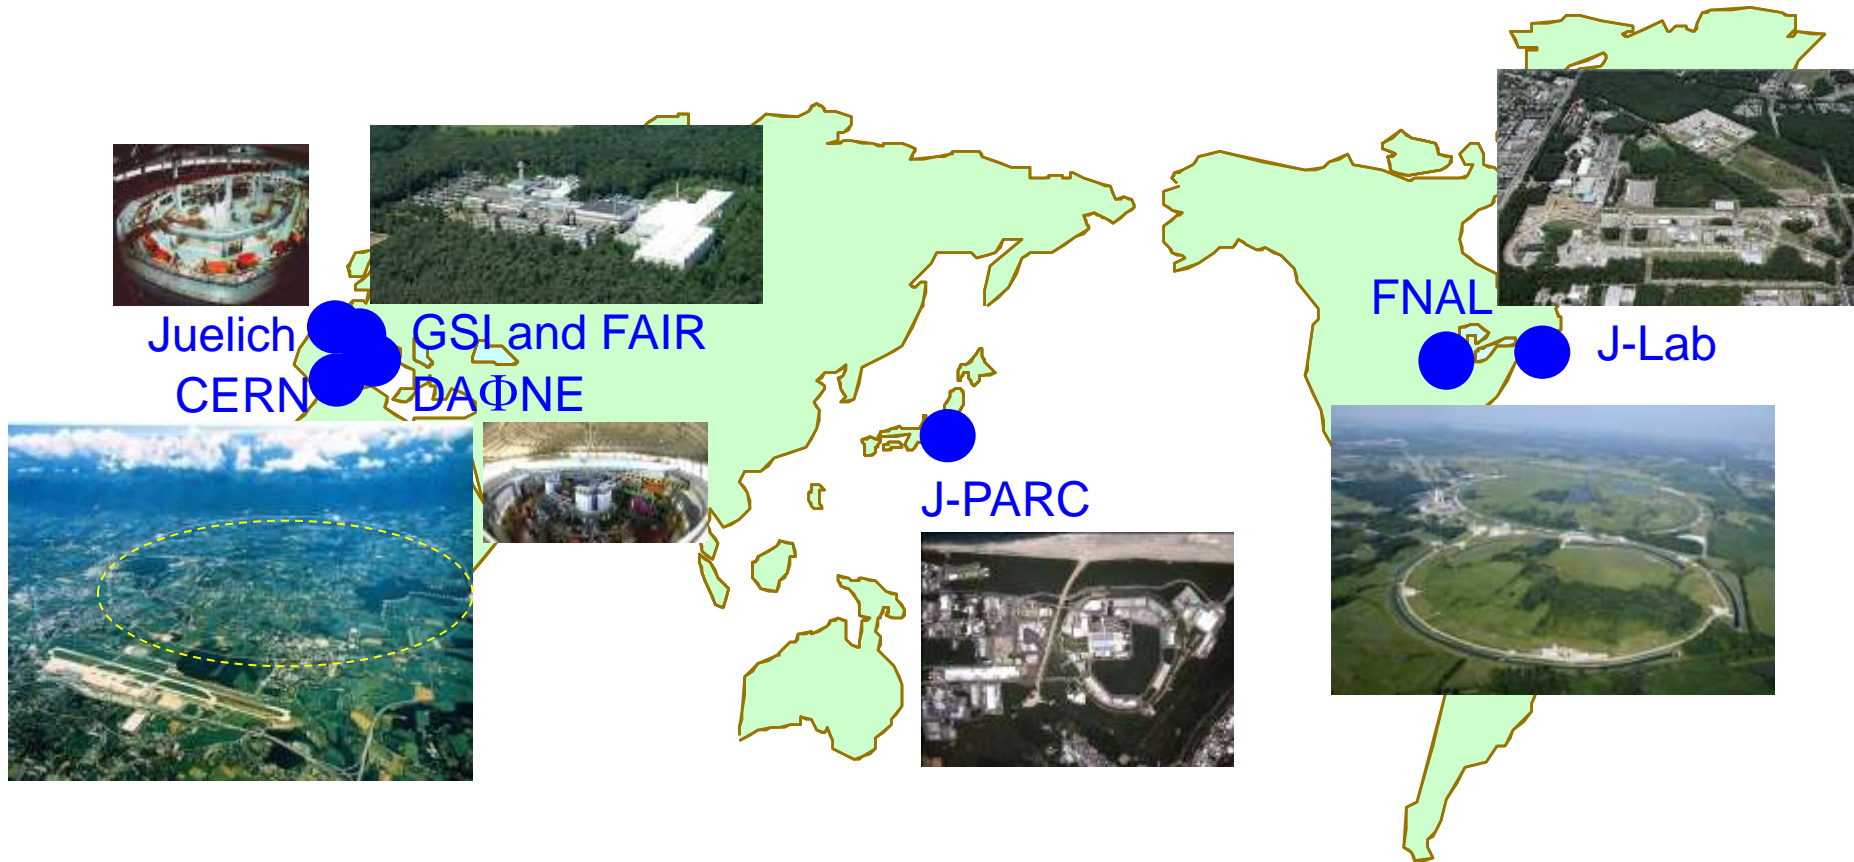 FNAL
Juelich
GSI and FAIR
J-Lab
CERN
DAΦNE
J-PARC